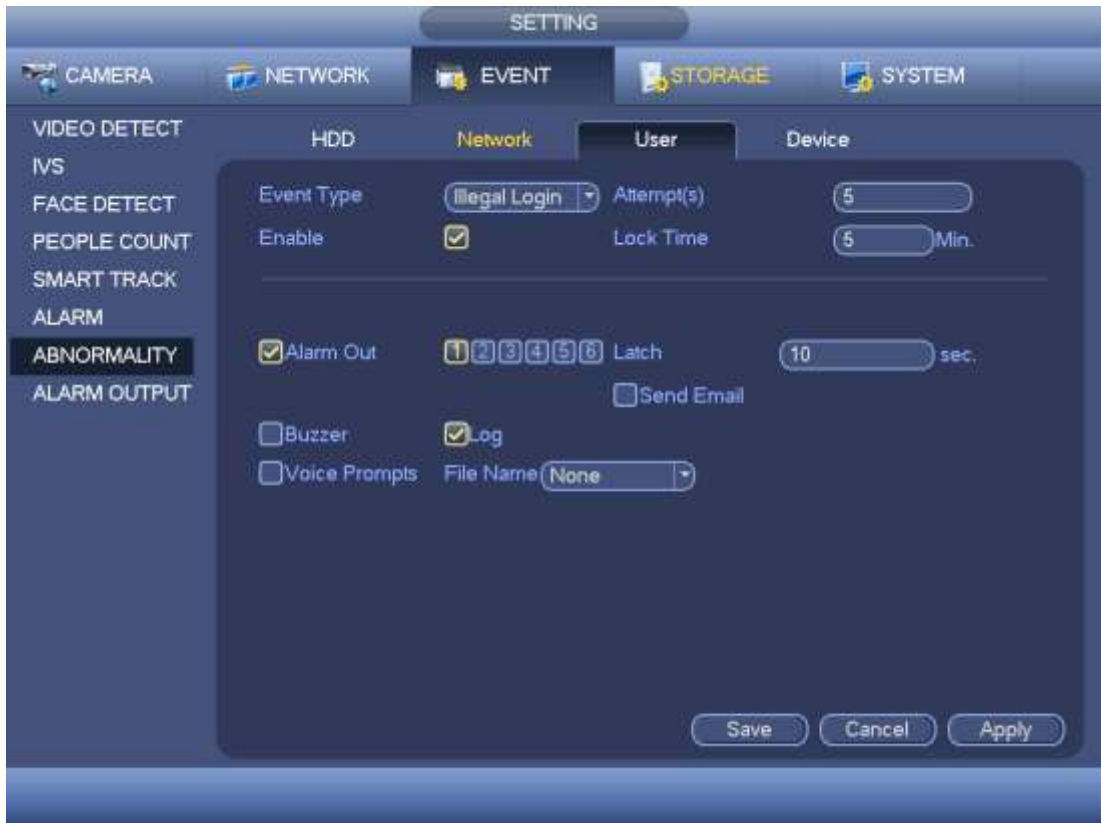 SETTING
CAMERA NETWORK EVENT STORAGE SYSTEM
VIDEO DETECT
IVS
FACE DETECT
PEOPLE COUNT
SMART TRACK
ALARM
ABNORMALITY
ALARM OUTPUT
HDD Network User Device
Event Type Illegal Login Attempt(s) 5
Enable Lock Time 5 Min.
Alarm Out 1 2 3 4 5 6 Latch 10 sec.
Send Email
Buzzer Log
Voice Prompts File Name None
Save Cancel Apply